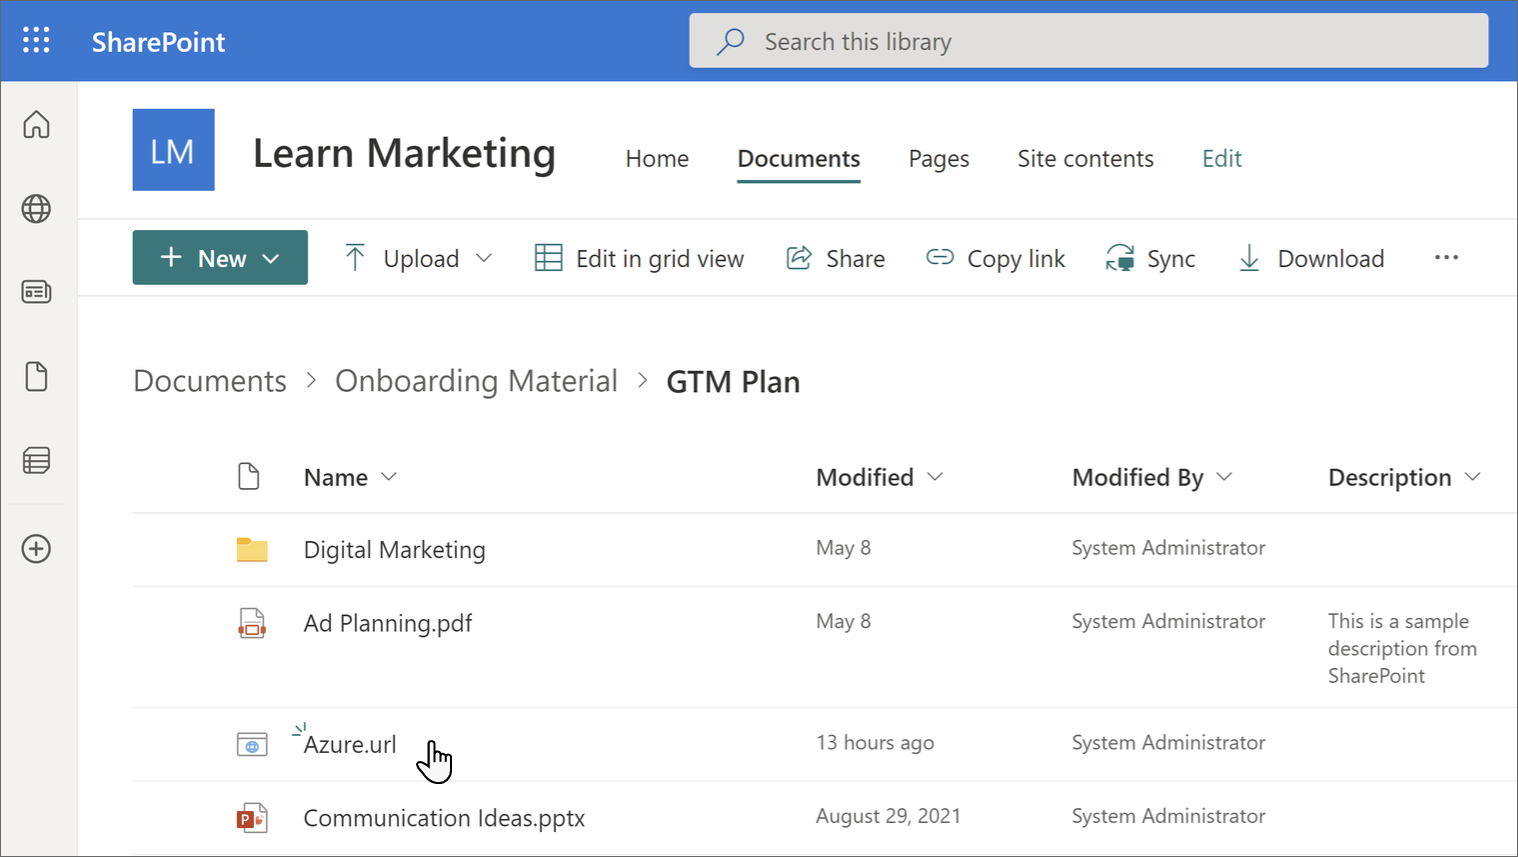 SharePoint
Search this library
LM
Learn Marketing
Home Documents Pages Site contents Edit
New Upload Edit in grid view Share Copy link Sync Download
Documents > Onboarding Material > GTM Plan
Name Modified Modified By Description
Digital Marketing May 8 System Administrator
Ad Planning.pdf May 8 System Administrator This is a sample
description from
SharePoint
Azure.url 13 hours ago System Administrator
P
Communication Ideas.pptx August 29, 2021 System Administrator